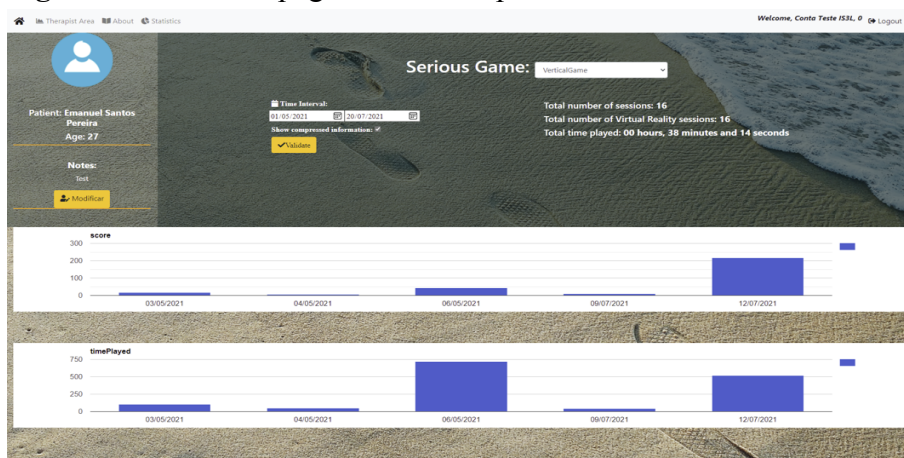 Therapist Area About Statistics
Welcome, Conta Teste IS3L, 0 Logout
Patient: Emanuel Santos
Pereira
Age: 27
Notes:
Test
Modificar
Serious Game: VerticalGame
Time Interval:
01/05/2021 20/07/2021
Show compressed information:
Validate
Total number of sessions: 16
Total number of Virtual Reality sessions: 16
Total time played: 00 hours, 38 minutes and 14 seconds
score
300
200
100
0
03/05/2021 04/05/2021 06/05/2021 09/07/2021 12/07/2021
timePlayed
750
500
250
0
03/05/2021 04/05/2021 06/05/2021 09/07/2021 12/07/2021